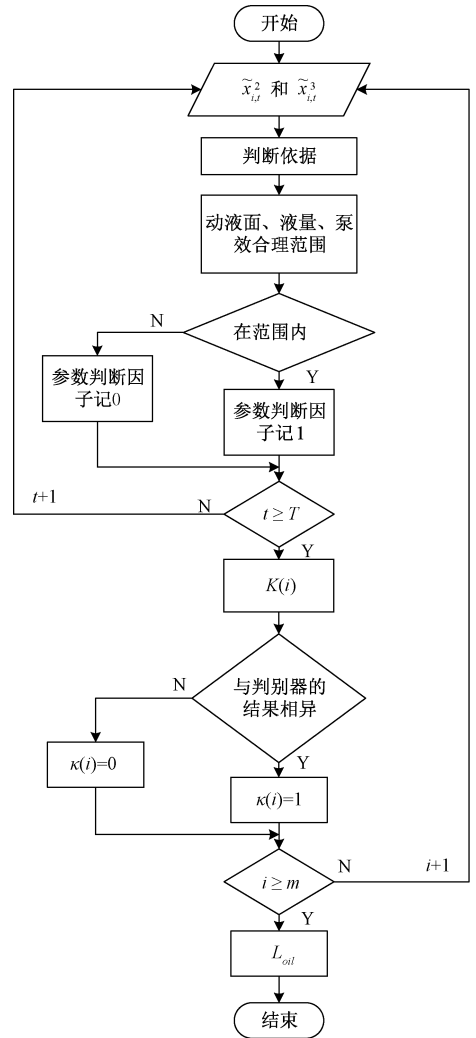 开始
x̃²ᵢ,ₜ 和 x̃³ᵢ,ₜ
判断依据
动液面、液量、泵
效合理范围
N
在范围内
Y
参数判断因
子记0
参数判断因
子记1
t+1
N
t ≥ T
Y
K(i)
N
与判别器的
结果相异
Y
κ(i)=0
κ(i)=1
i ≥ m
N
i+1
Y
L_oil
结束